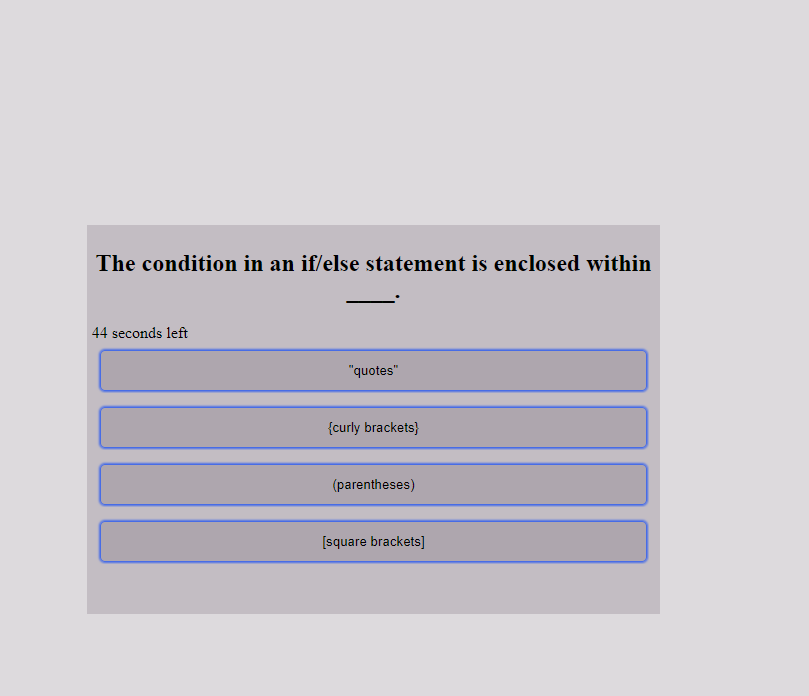 The condition in an if/else statement is enclosed within
____.
44 seconds left
"quotes"
{curly brackets}
(parentheses)
[square brackets]